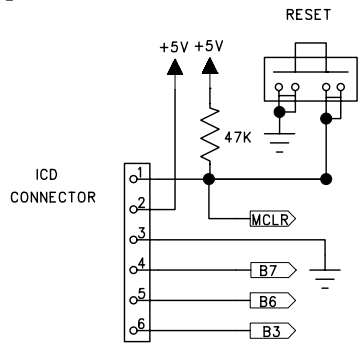 RESET
+5V +5V
47K
ICD
CONNECTOR
1
2
MCLR
3
4
B7
5
B6
6
B3